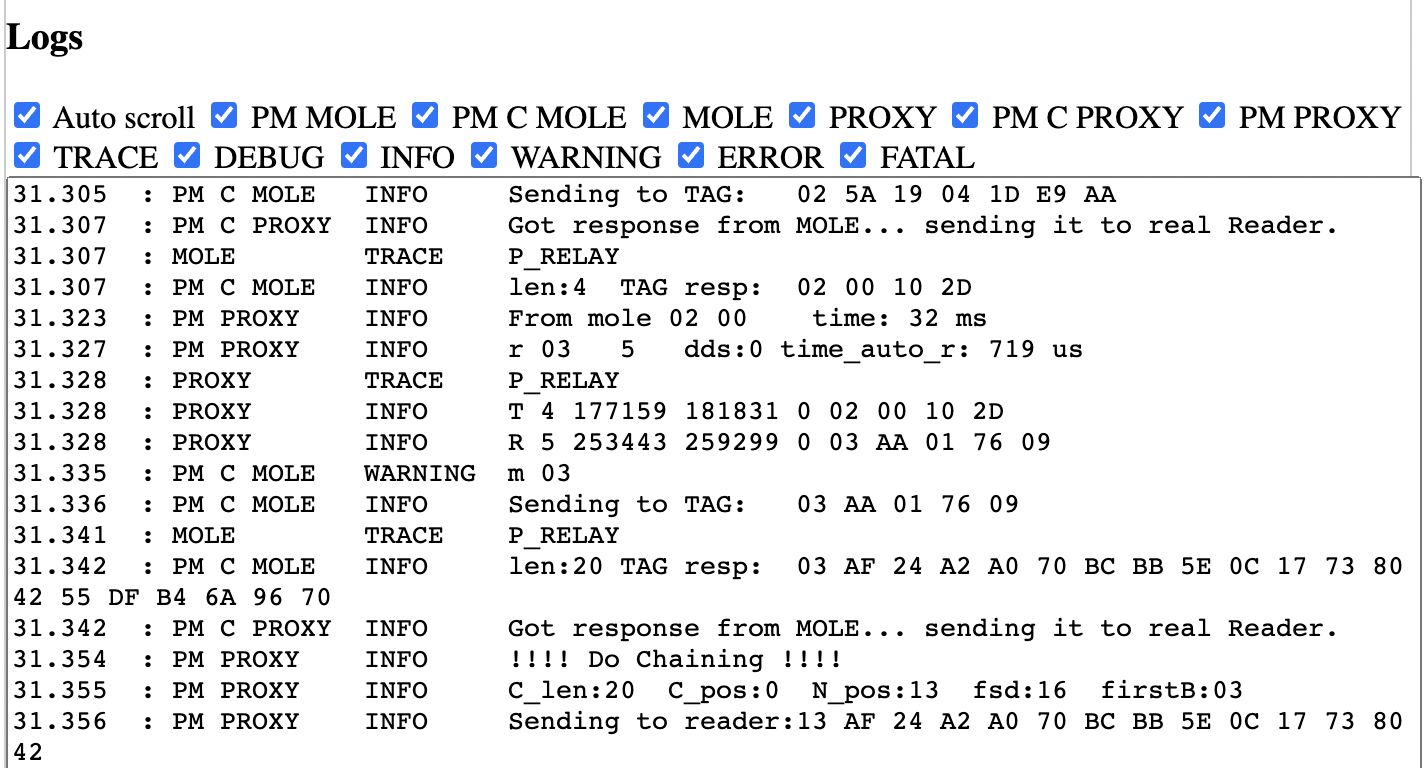 Logs
Auto scroll PM MOLE PM C MOLE MOLE PROXY PM C PROXY PM PROXY
TRACE DEBUG INFO WARNING ERROR FATAL
31.305  : PM C MOLE   INFO     Sending to TAG:   02 5A 19 04 1D E9 AA
31.307  : PM C PROXY  INFO     Got response from MOLE... sending it to real Reader.
31.307  : MOLE        TRACE    P_RELAY
31.307  : PM C MOLE   INFO     len:4  TAG resp:  02 00 10 2D
31.323  : PM PROXY    INFO     From mole 02 00    time: 32 ms
31.327  : PM PROXY    INFO     r 03   5   dds:0 time_auto_r: 719 us
31.328  : PROXY       TRACE    P_RELAY
31.328  : PROXY       INFO     T 4 177159 181831 0 02 00 10 2D
31.328  : PROXY       INFO     R 5 253443 259299 0 03 AA 01 76 09
31.335  : PM C MOLE   WARNING  m 03
31.336  : PM C MOLE   INFO     Sending to TAG:   03 AA 01 76 09
31.341  : MOLE        TRACE    P_RELAY
31.342  : PM C MOLE   INFO     len:20 TAG resp:  03 AF 24 A2 A0 70 BC BB 5E 0C 17 73 80
42 55 DF B4 6A 96 70
31.342  : PM C PROXY  INFO     Got response from MOLE... sending it to real Reader.
31.354  : PM PROXY    INFO     !!!! Do Chaining !!!!
31.355  : PM PROXY    INFO     C_len:20  C_pos:0  N_pos:13  fsd:16  firstB:03
31.356  : PM PROXY    INFO     Sending to reader:13 AF 24 A2 A0 70 BC BB 5E 0C 17 73 80
42